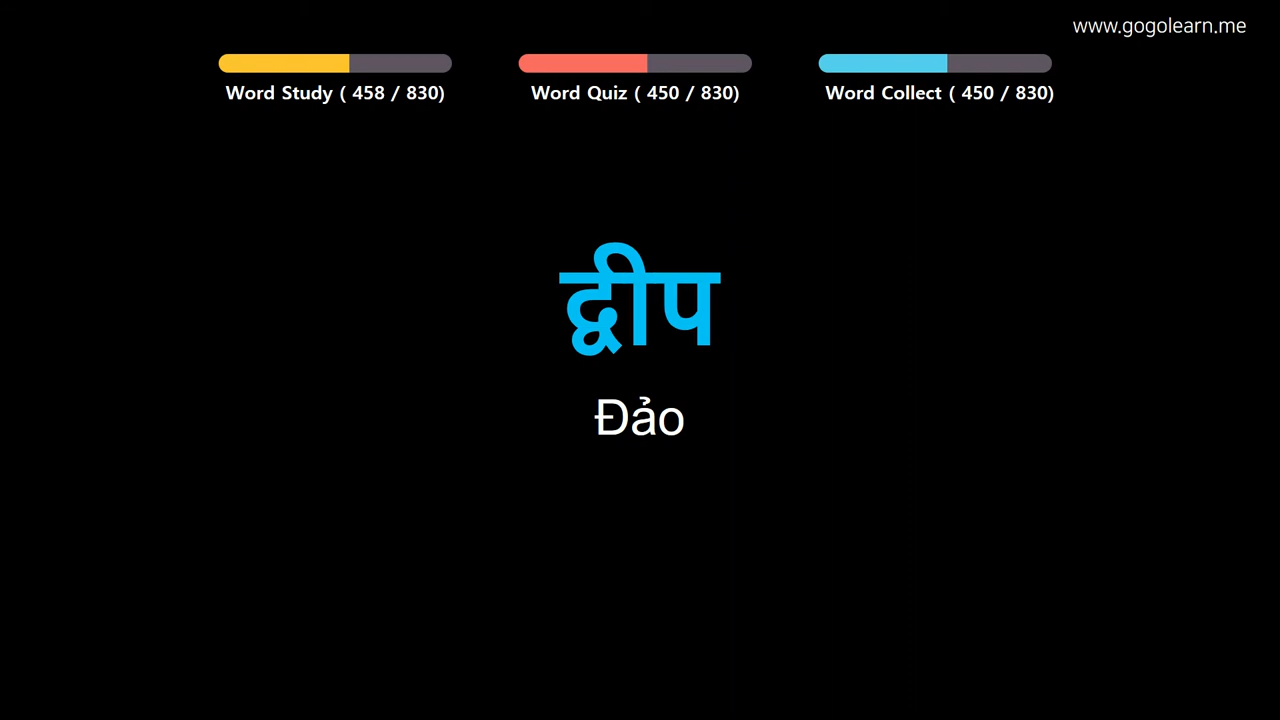 www.gogolearn.me
Word Study ( 458 / 830)
Word Quiz ( 450 / 830)
Word Collect ( 450 / 830)
द्वीप
Đảo